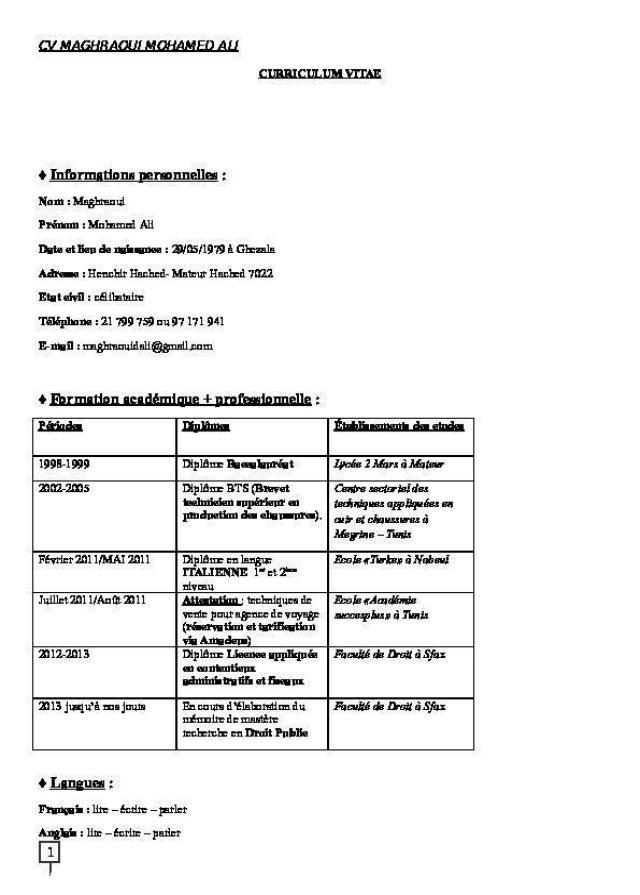 CV MAGHRAOUI MOHAMED ALI
CURRICULUM VITAE
♦ Informations personnelles :
Nom : Maghraoui
Prénom : Mohamed Ali
Date et lieu de naissance : 29/05/1979 à Ghezala
Adresse : Henchir Hached- Mateur Hached 7022
Etat civil : célibataire
Téléphone : 21 799 759 ou 97 171 941
E-mail : maghraouidali@gmail.com
♦ Formation académique + professionnelle :
Périodes
Diplômes
Établissements des etudes
1998-1999
Diplôme Baccalauréat
Lycée 2 Mars à Mateur
2002-2005
Diplôme BTS (Brevet
technicien supérieur en
production des chaussures).
Centre sectoriel des
techniques appliquées en
cuir et chaussures à
Megrine – Tunis
Février 2011/MAI 2011
Diplôme en langue
ITALIENNE 1er et 2ème
niveau
Ecole «Turke» à Nabeul
Juillet 2011/Août 2011
Attestation : techniques de
vente pour agence de voyage
(réservation et tarification
via Amadeus)
Ecole «Académie
succesplus» à Tunis
2012-2013
Diplôme Licence appliquée
en contentieux
administratifs et fiscaux
Faculté de Droit à Sfax
2013 jusqu'à nos jours
En cours d'élaboration du
mémoire de mastère
recherche en Droit Public
Faculté de Droit à Sfax
♦ Langues :
Français : lire – écrire – parler
Anglais : lire – écrire – parler
1